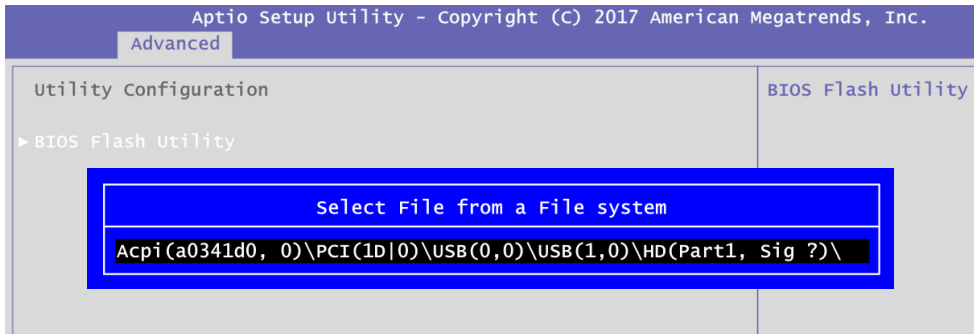 Aptio Setup Utility - Copyright (C) 2017 American Megatrends, Inc.
Advanced
Utility Configuration
BIOS Flash Utility
►BIOS Flash Utility
Select File from a File system
Acpi(a0341d0, 0)\PCI(1D|0)\USB(0,0)\USB(1,0)\HD(Part1, Sig ?)\